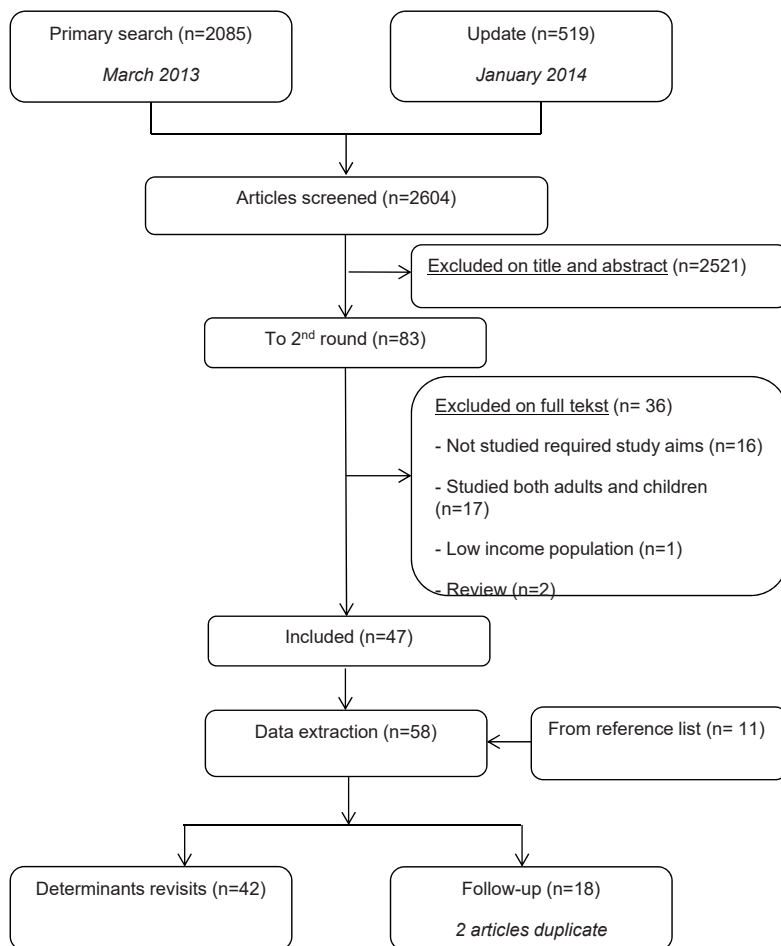 Primary search (n=2085)
March 2013
Update (n=519)
January 2014
Articles screened (n=2604)
Excluded on title and abstract (n=2521)
To 2nd round (n=83)
Excluded on full tekst (n= 36)
- Not studied required study aims (n=16)
- Studied both adults and children
(n=17)
- Low income population (n=1)
- Review (n=2)
Included (n=47)
Data extraction (n=58)
From reference list (n= 11)
Determinants revisits (n=42)
Follow-up (n=18)
2 articles duplicate